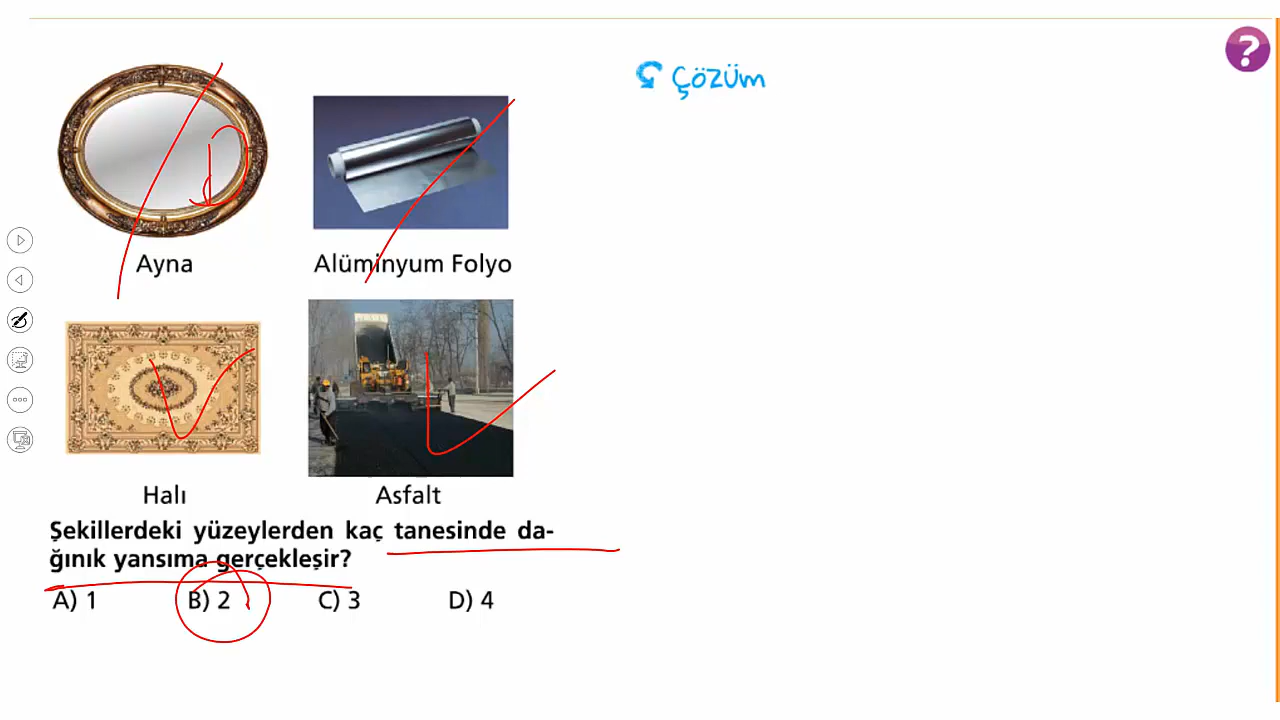 ?
Çözüm
Ayna
Alüminyum Folyo
Halı
Asfalt
Şekillerdeki yüzeylerden kaç tanesinde da-
ğınık yansıma gerçekleşir?
A) 1 B) 2 C) 3 D) 4